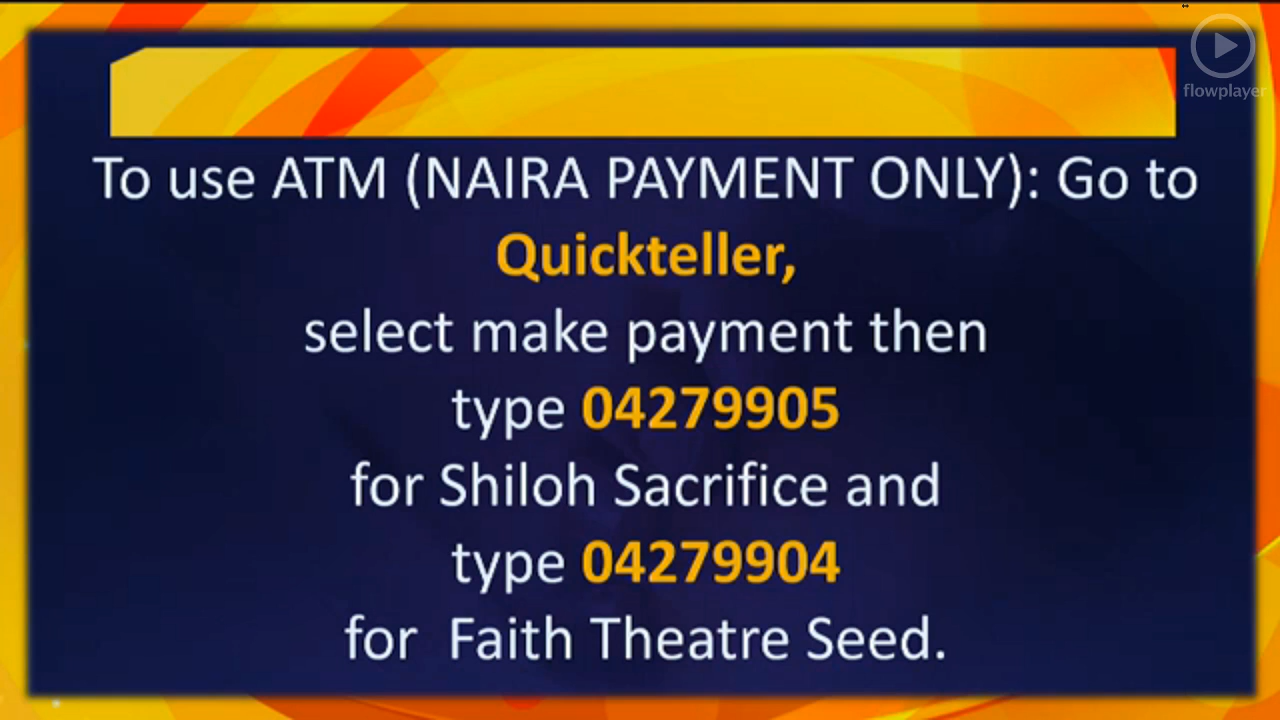 flowplayer
To use ATM (NAIRA PAYMENT ONLY): Go to
Quickteller,
select make payment then
type 04279905
for Shiloh Sacrifice and
type 04279904
for Faith Theatre Seed.